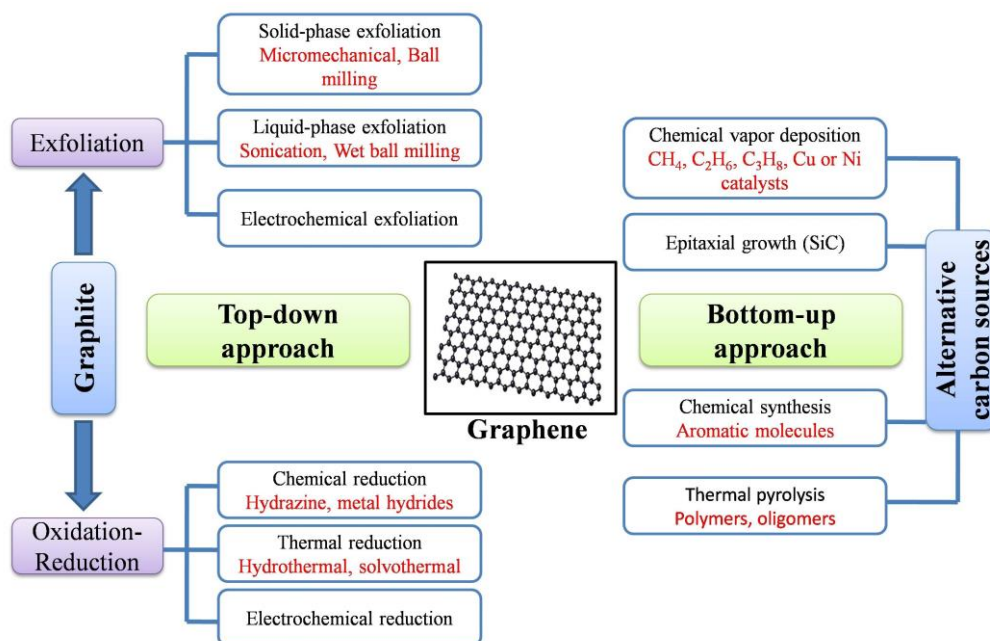 Solid-phase exfoliation
Micromechanical, Ball
milling
Exfoliation
Liquid-phase exfoliation
Sonication, Wet ball milling
Electrochemical exfoliation
Graphite
Top-down
approach
Graphene
Oxidation-
Reduction
Chemical reduction
Hydrazine, metal hydrides
Thermal reduction
Hydrothermal, solvothermal
Electrochemical reduction
Chemical vapor deposition
CH₄, C₂H₆, C₃H₈, Cu or Ni
catalysts
Epitaxial growth (SiC)
Bottom-up
approach
Alternative
carbon sources
Chemical synthesis
Aromatic molecules
Thermal pyrolysis
Polymers, oligomers